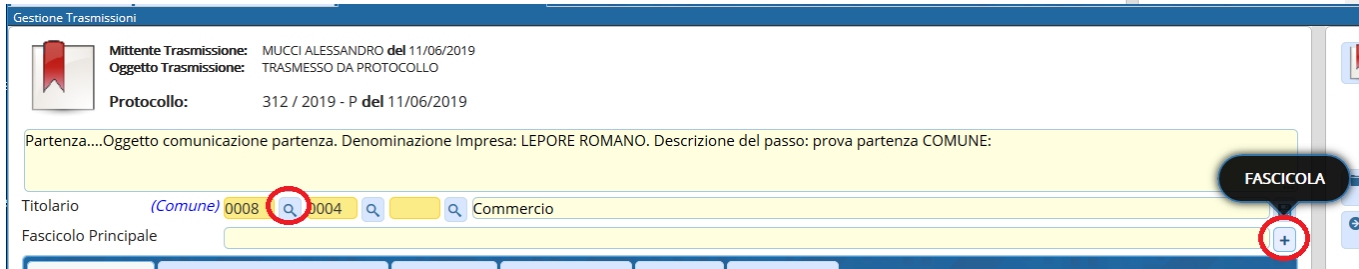 Gestione Trasmissioni
Mittente Trasmissione: MUCCI ALESSANDRO del 11/06/2019
Oggetto Trasmissione: TRASMESSO DA PROTOCOLLO
Protocollo: 312 / 2019 - P del 11/06/2019
Partenza....Oggetto comunicazione partenza. Denominazione Impresa: LEPORE ROMANO. Descrizione del passo: prova partenza COMUNE:
FASCICOLA
Titolario (Comune) 0008 0004 Commercio
Fascicolo Principale +